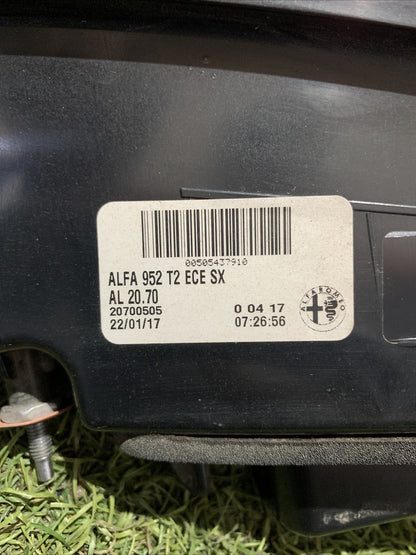 00505437910
ALFA 952 T2 ECE SX
AL 20.70
20700505 0 04 17
22/01/17 07:26:56
ALFA ROMEO